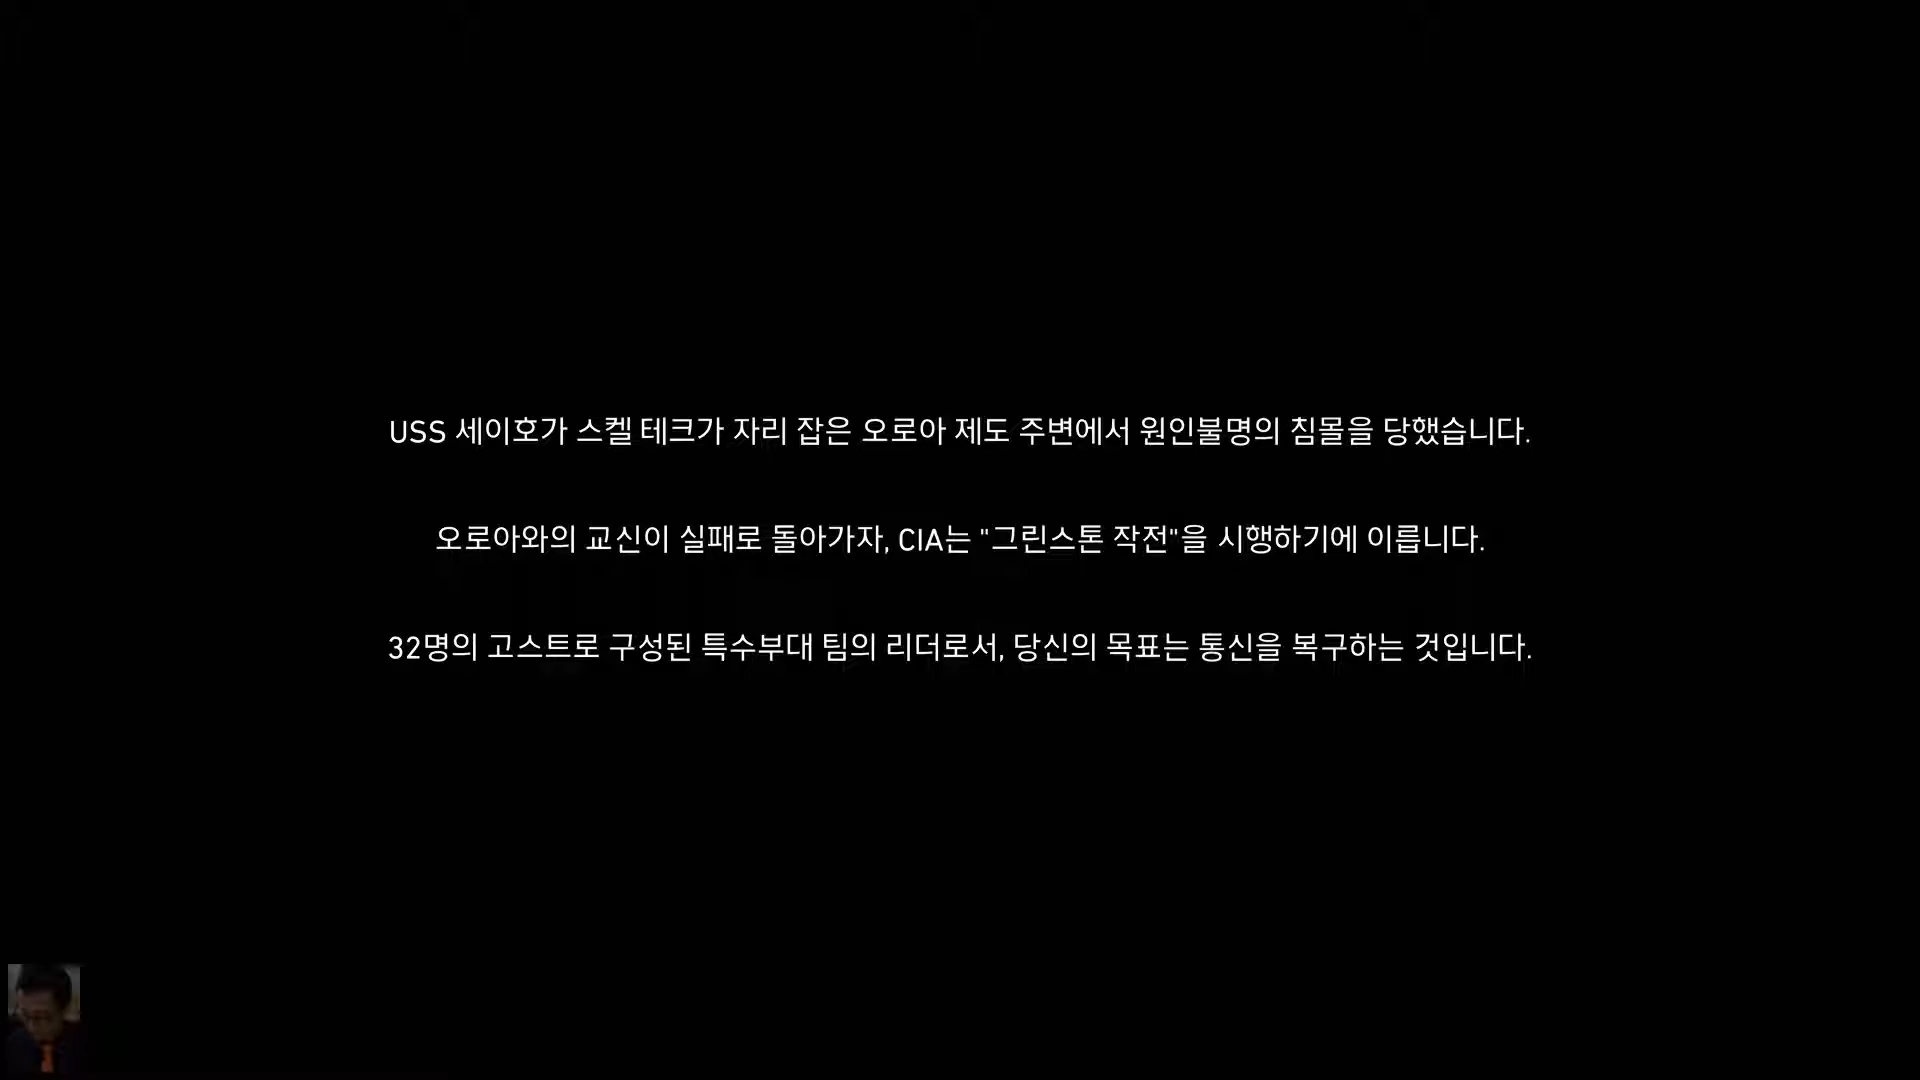 USS 세이호가 스켈 테크가 자리 잡은 오로아 제도 주변에서 원인불명의 침몰을 당했습니다.
오로아와의 교신이 실패로 돌아가자, CIA는 "그린스톤 작전"을 시행하기에 이릅니다.
32명의 고스트로 구성된 특수부대 팀의 리더로서, 당신의 목표는 통신을 복구하는 것입니다.